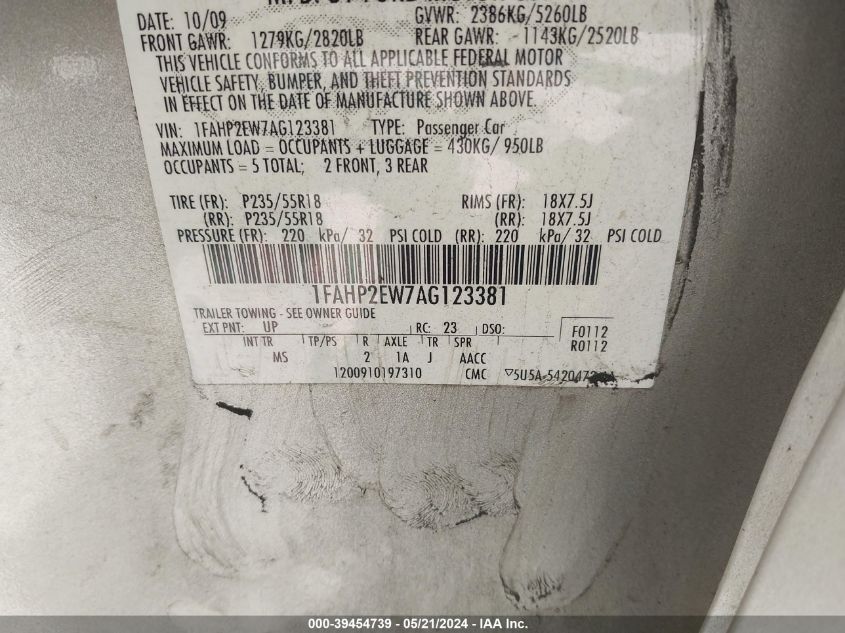 DATE: 10/09 GVWR: 2386KG/5260LB
FRONT GAWR: 1279KG/2820LB REAR GAWR: 1143KG/2520LB
THIS VEHICLE CONFORMS TO ALL APPLICABLE FEDERAL MOTOR
VEHICLE SAFETY, BUMPER, AND THEFT PREVENTION STANDARDS
IN EFFECT ON THE DATE OF MANUFACTURE SHOWN ABOVE.
VIN: 1FAHP2EW7AG123381 TYPE: Passenger Car
MAXIMUM LOAD = OCCUPANTS + LUGGAGE = 430KG/ 950LB
OCCUPANTS = 5 TOTAL; 2 FRONT, 3 REAR
TIRE (FR): P235/55R18 RIMS (FR): 18X7.5J
(RR): P235/55R18 (RR): 18X7.5J
PRESSURE (FR): 220 kPa/ 32 PSI COLD (RR): 220 kPa/ 32 PSI COLD
1FAHP2EW7AG123381
TRAILER TOWING - SEE OWNER GUIDE
EXT PNT: UP RC: 23 DSO: F0112
INT TR TP/PS R AXLE TR SPR R0112
MS 2 1A J AACC
120091019​7310 CMC
000-39454739 - 05/21/2024 - © IAA, Inc.